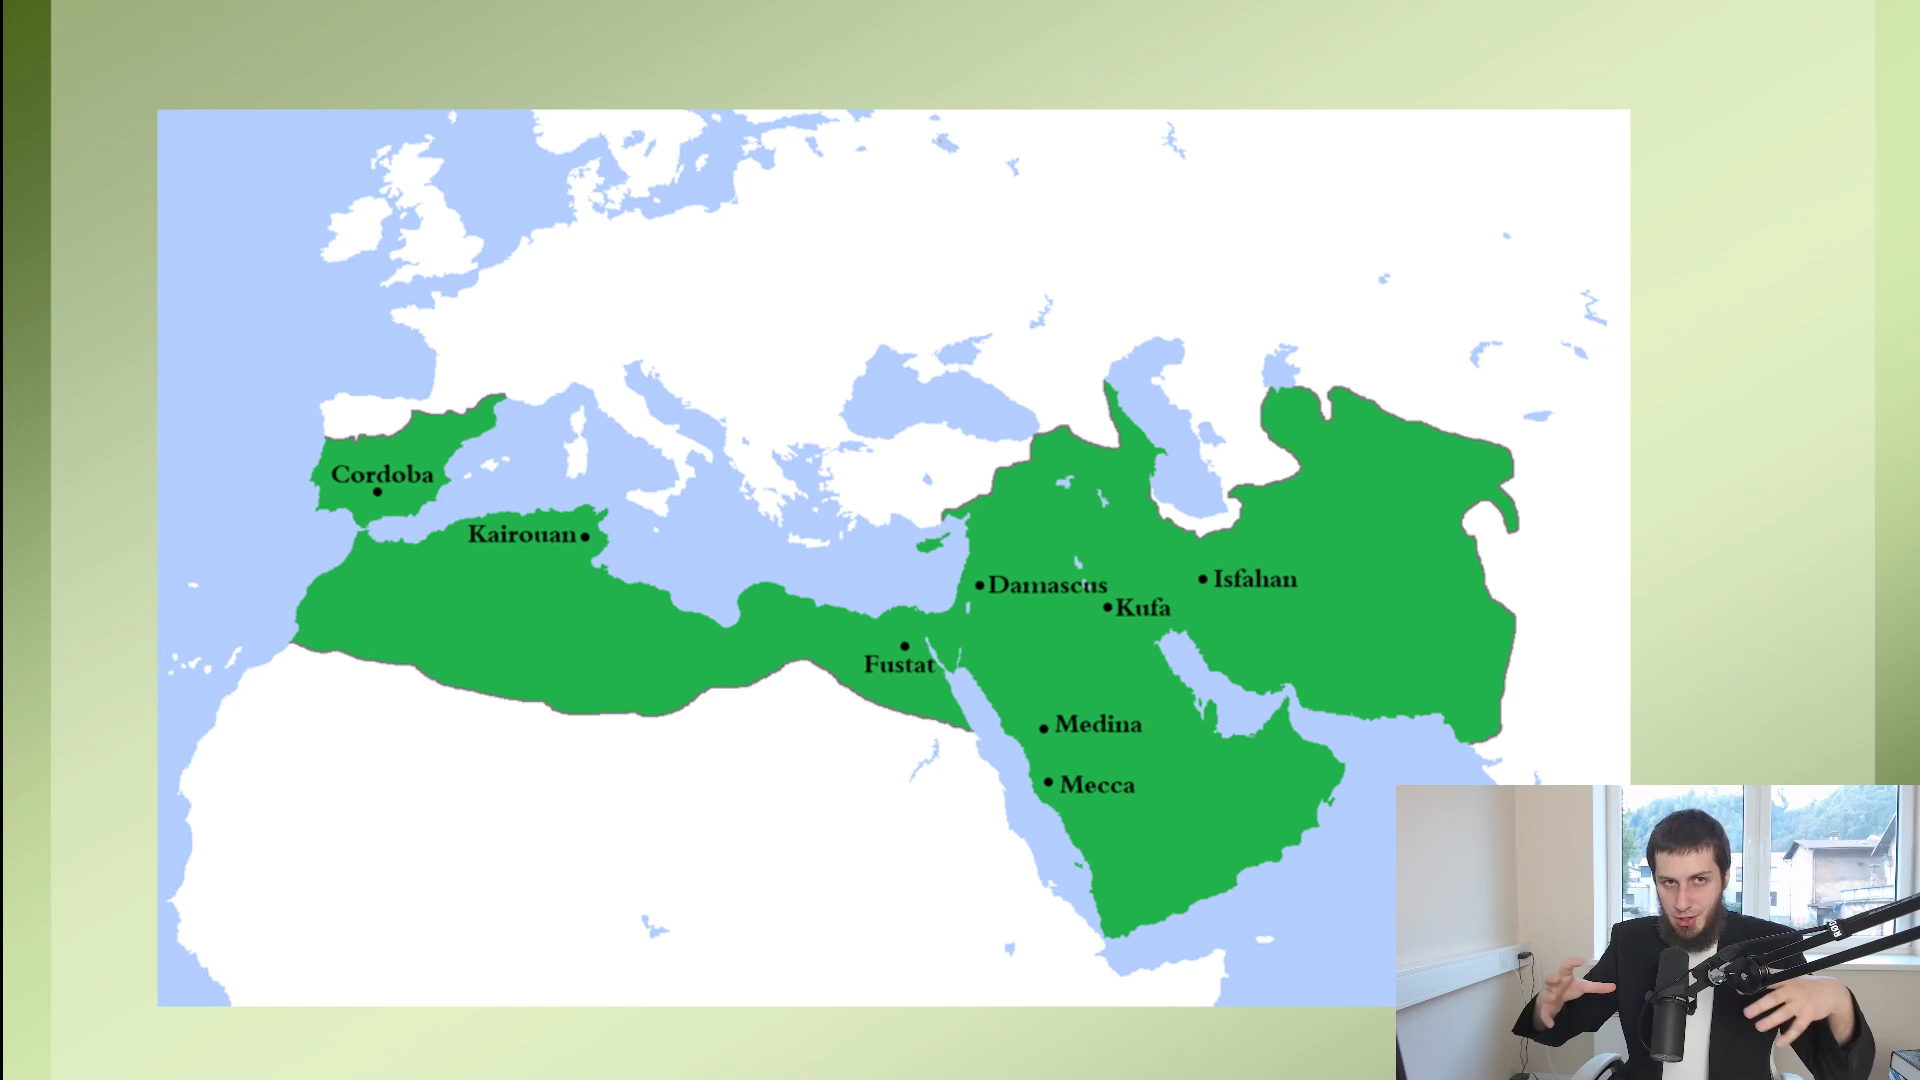 Cordoba
Kairouan
Damascus
Isfahan
Kufa
Fustat
Medina
Mecca